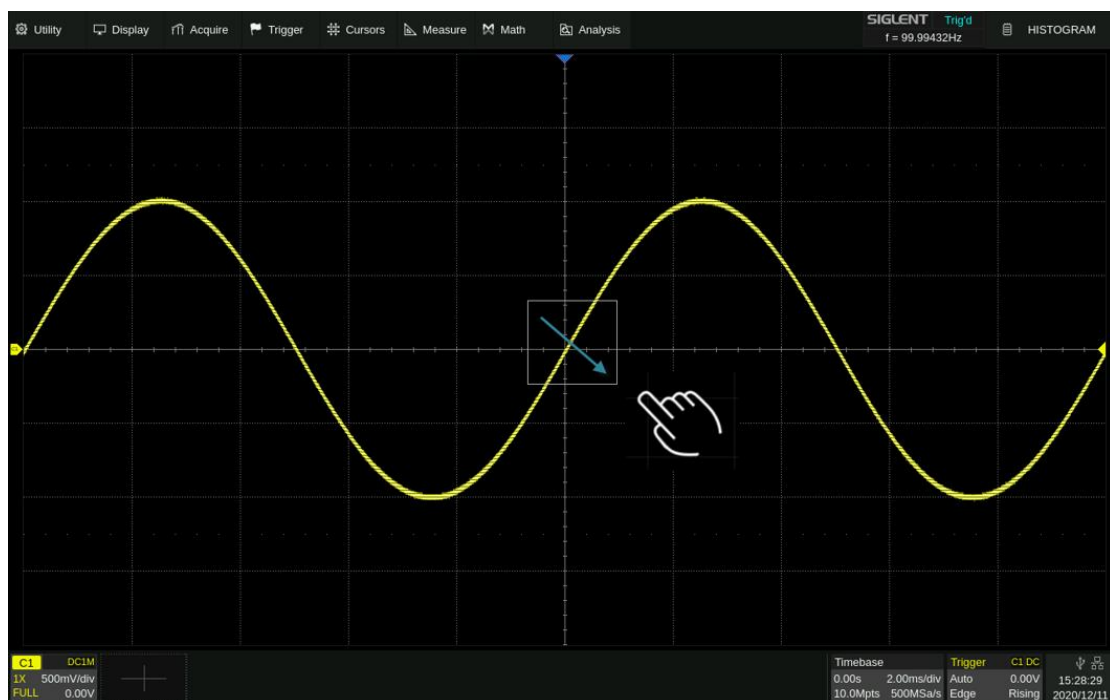 Utility Display Acquire Trigger Cursors Measure Math Analysis
SIGLENT Trig'd
f = 99.99432Hz
HISTOGRAM
C1 DC1M
1X 500mV/div
FULL 0.00V
Timebase
0.00s 2.00ms/div
10.0Mpts 500MSa/s
Trigger C1 DC
Auto 0.00V
Edge Rising
15:28:29
2020/12/11